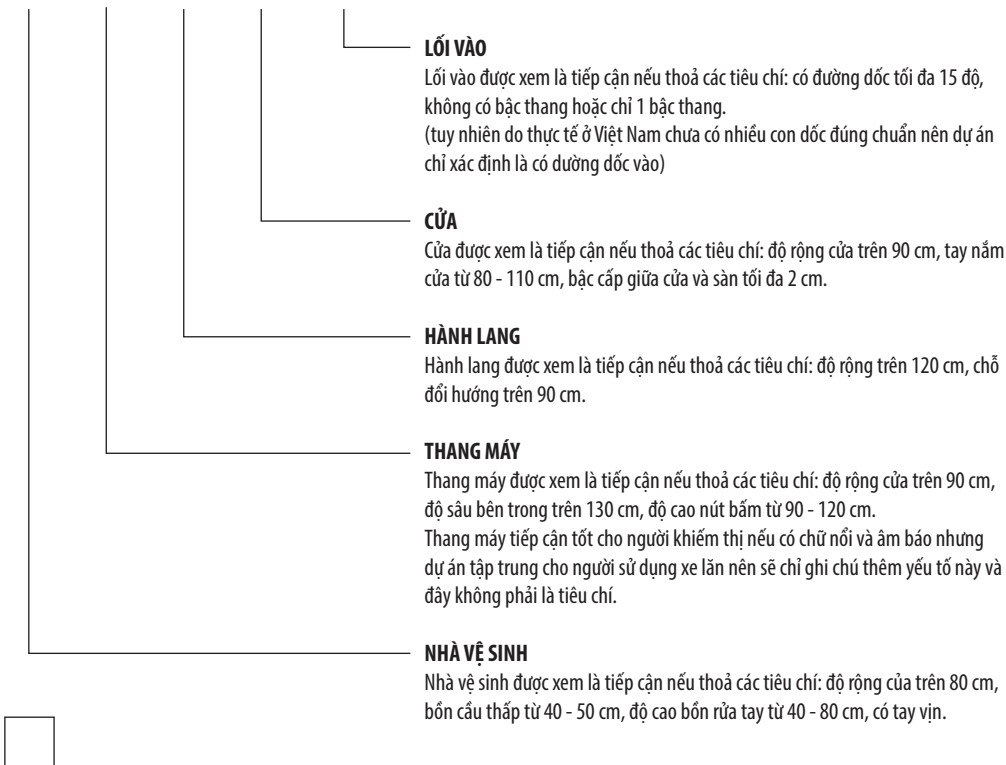 LỐI VÀO
Lối vào được xem là tiếp cận nếu thoả các tiêu chí: có đường dốc tối đa 15 độ,
không có bậc thang hoặc chỉ 1 bậc thang.
(tuy nhiên do thực tế ở Việt Nam chưa có nhiều con dốc đúng chuẩn nên dự án
chỉ xác định là có dường dốc vào)
CỬA
Cửa được xem là tiếp cận nếu thoả các tiêu chí: độ rộng cửa trên 90 cm, tay nắm
cửa từ 80 - 110 cm, bậc cấp giữa cửa và sàn tối đa 2 cm.
HÀNH LANG
Hành lang được xem là tiếp cận nếu thoả các tiêu chí: độ rộng trên 120 cm, chỗ
đổi hướng trên 90 cm.
THANG MÁY
Thang máy được xem là tiếp cận nếu thoả các tiêu chí: độ rộng cửa trên 90 cm,
độ sâu bên trong trên 130 cm, độ cao nút bấm từ 90 - 120 cm.
Thang máy tiếp cận tốt cho người khiếm thị nếu có chữ nổi và âm báo nhưng
dự án tập trung cho người sử dụng xe lăn nên sẽ chỉ ghi chú thêm yếu tố này và
đây không phải là tiêu chí.
NHÀ VỆ SINH
Nhà vệ sinh được xem là tiếp cận nếu thoả các tiêu chí: độ rộng của trên 80 cm,
bồn cầu thấp từ 40 - 50 cm, độ cao bồn rửa tay từ 40 - 80 cm, có tay vịn.